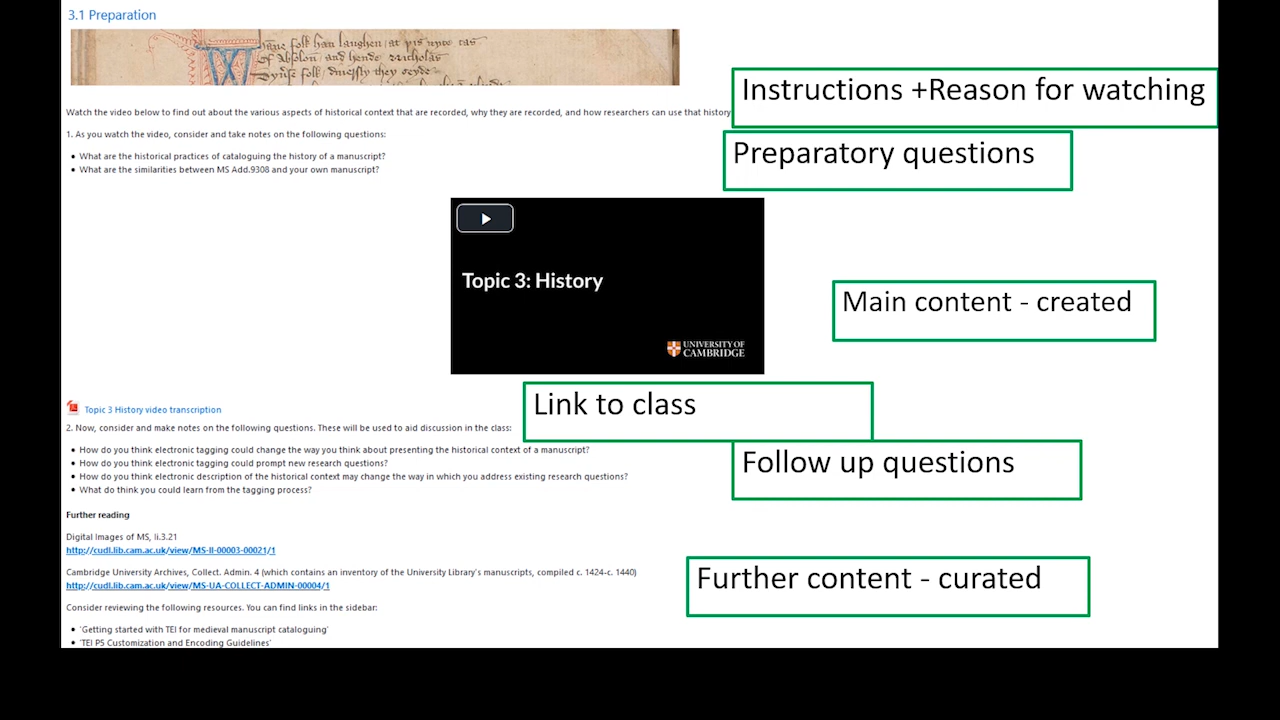 3.1 Preparation
Watch the video below to find out about the various aspects of historical context that are recorded, why they are recorded, and how researchers can use that history
Instructions +Reason for watching
1. As you watch the video, consider and take notes on the following questions:
Preparatory questions
• What are the historical practices of cataloguing the history of a manuscript?
• What are the similarities between MS Add.9308 and your own manuscript?
Topic 3: History
Main content - created
UNIVERSITY OF
CAMBRIDGE
Topic 3 History video transcription
Link to class
2. Now, consider and make notes on the following questions. These will be used to aid discussion in the class:
• How do you think electronic tagging could change the way you think about presenting the historical context of a manuscript?
• How do you think electronic tagging could prompt new research questions?
• How do you think electronic description of the historical context may change the way in which you address existing research questions?
• What do think you could learn from the tagging process?
Follow up questions
Further reading
Digital Images of MS, Ii.3.21
http://cudl.lib.cam.ac.uk/view/MS-II-00003-00021/1
Cambridge University Archives, Collect. Admin. 4 (which contains an inventory of the University Library's manuscripts, compiled c. 1424-c. 1440)
http://cudl.lib.cam.ac.uk/view/MS-UA-COLLECT-ADMIN-00004/1
Further content - curated
Consider reviewing the following resources. You can find links in the sidebar:
• 'Getting started with TEI for medieval manuscript cataloguing'
• 'TEI P5 Customization and Encoding Guidelines'